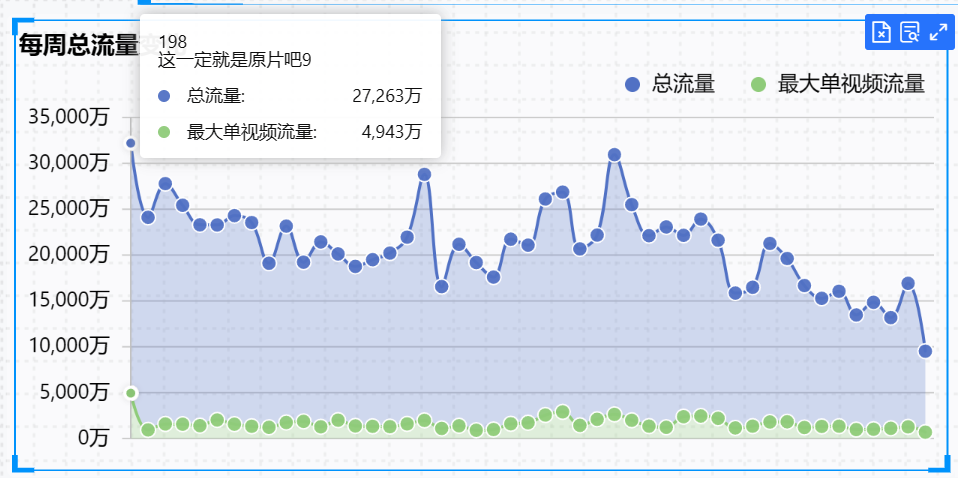 每周总流量
198
这一定就是原片吧9
总流量: 27,263万
最大单视频流量: 4,943万
总流量 最大单视频流量
35,000万
30,000万
25,000万
20,000万
15,000万
10,000万
5,000万
0万